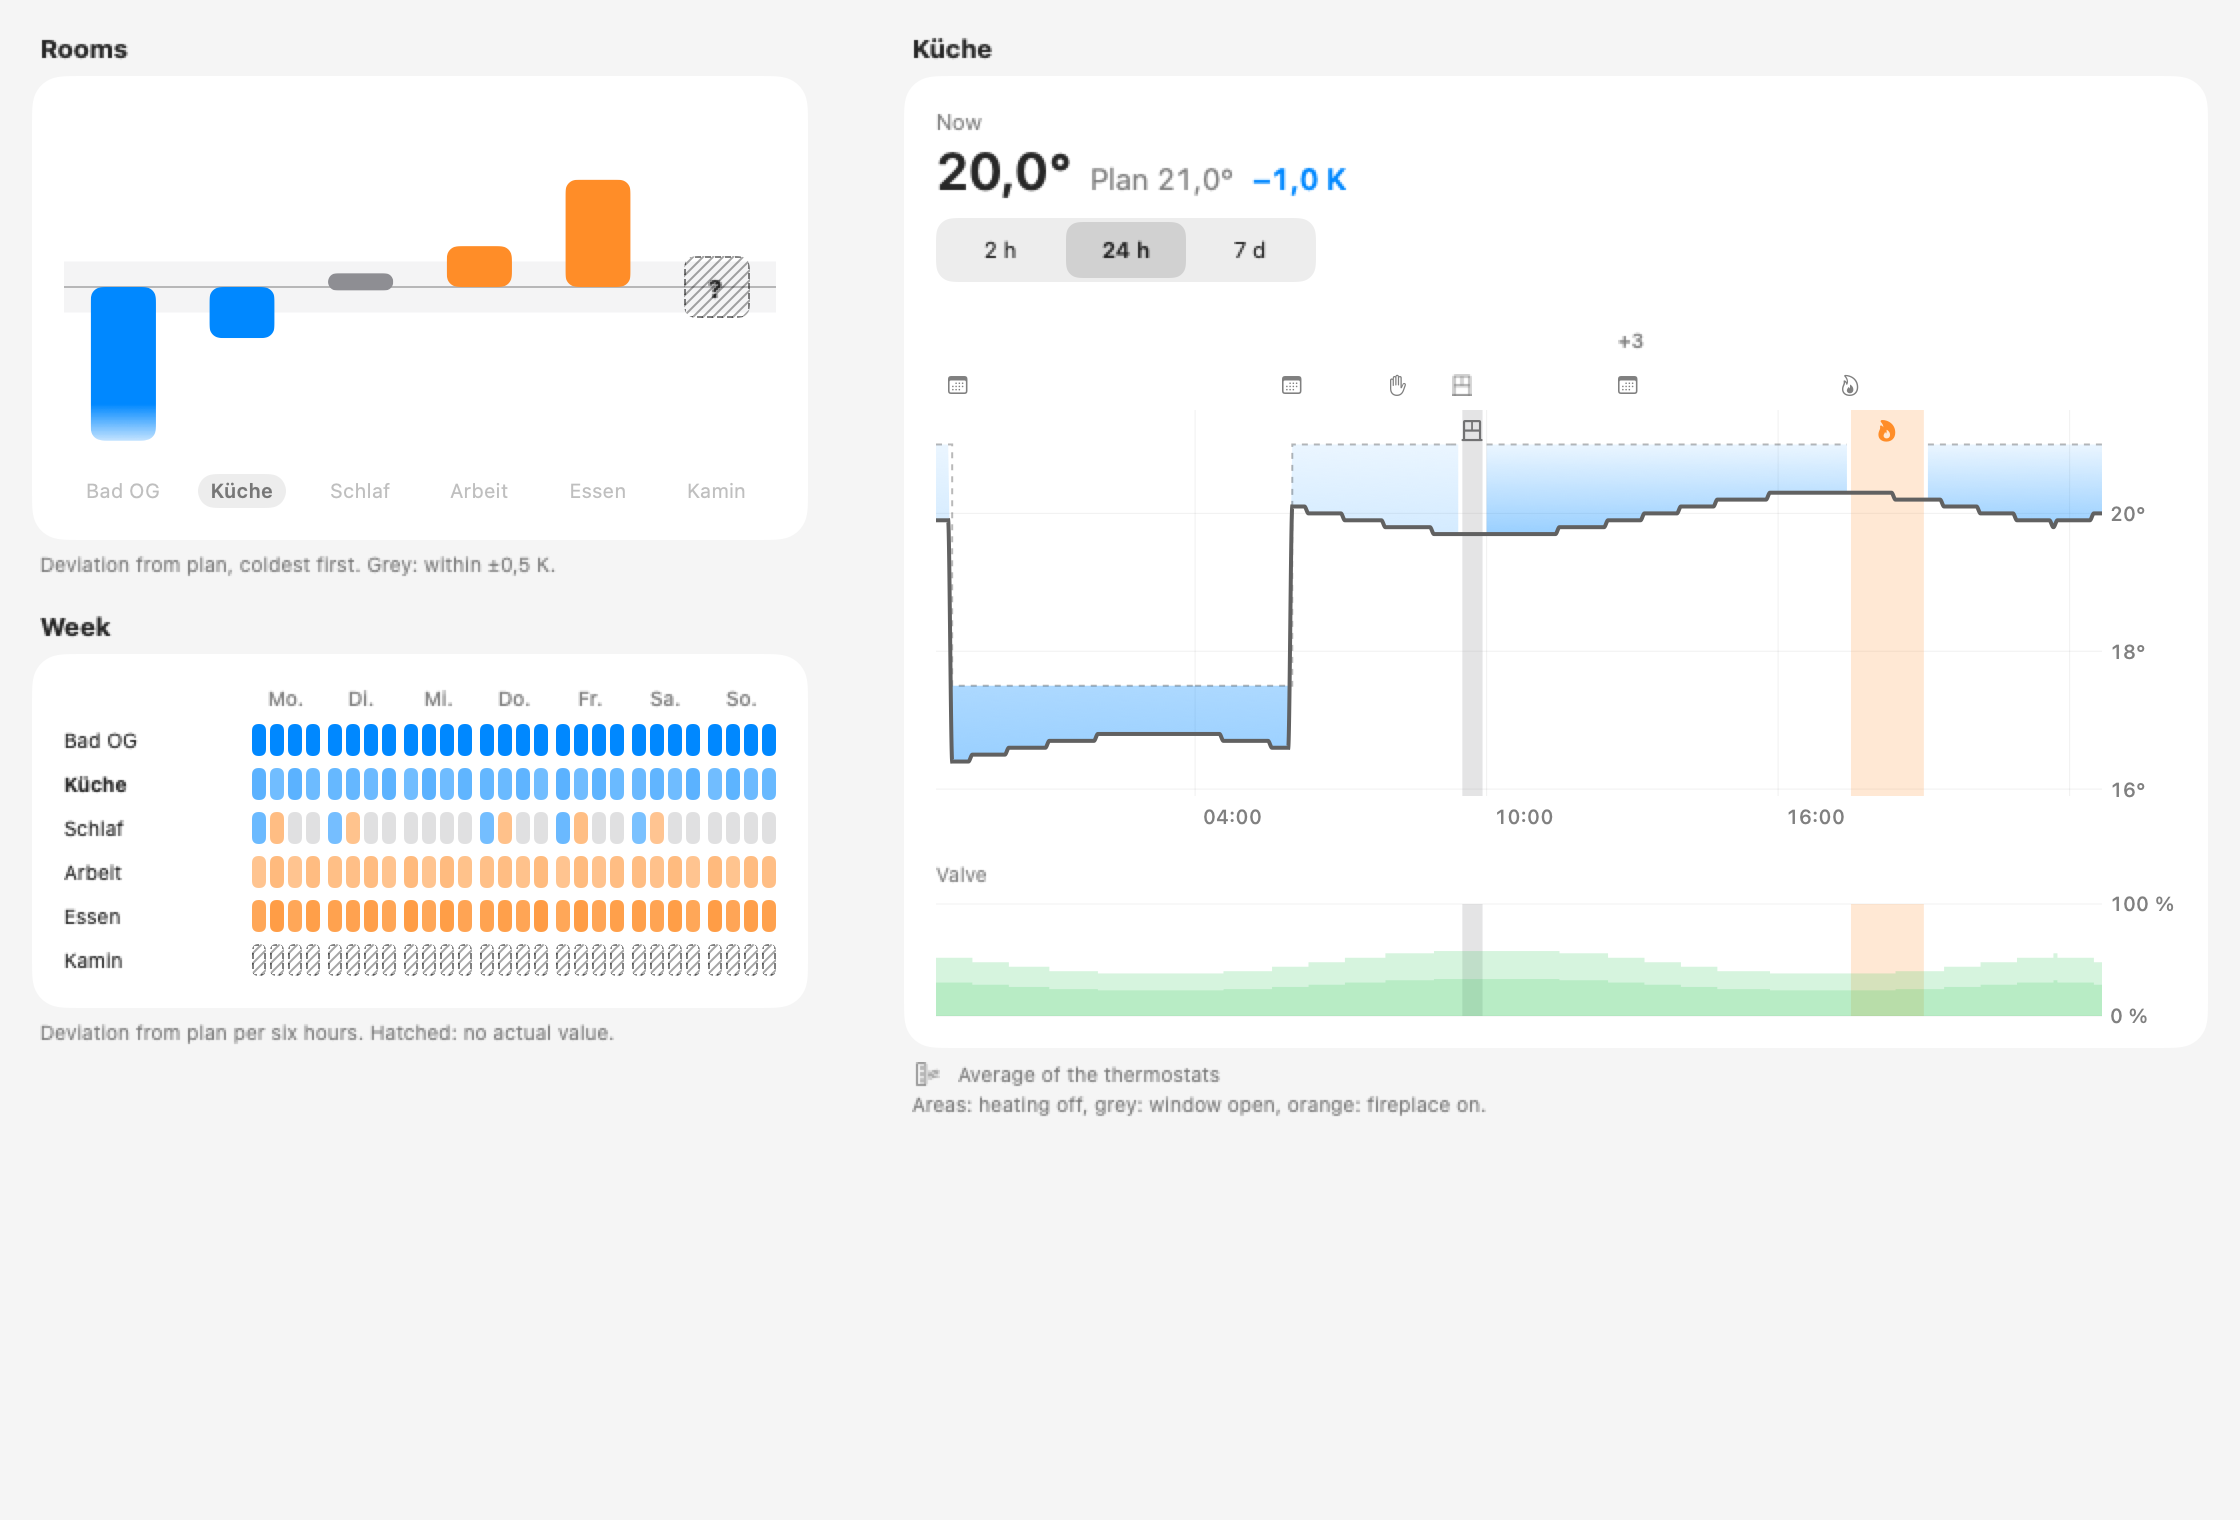 Rooms
?
Bad OG Küche Schlaf Arbeit Essen Kamin
Deviation from plan, coldest first. Grey: within ±0,5 K.
Week
Mo. Di. Mi. Do. Fr. Sa. So.
Bad OG
Küche
Schlaf
Arbeit
Essen
Kamin
Deviation from plan per six hours. Hatched: no actual value.
Küche
Now
20,0° Plan 21,0° −1,0 K
2 h 24 h 7 d
+3
20°
18°
16°
04:00 10:00 16:00
Valve
100 %
0 %
Average of the thermostats
Areas: heating off, grey: window open, orange: fireplace on.